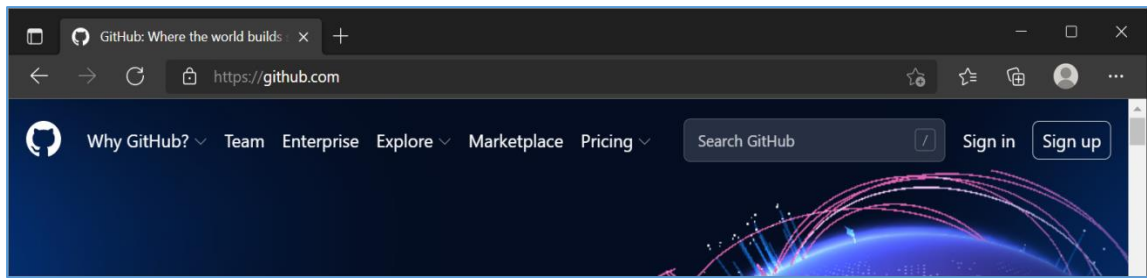 GitHub: Where the world builds
https://github.com
Why GitHub? Team Enterprise Explore Marketplace Pricing Search GitHub / Sign in Sign up